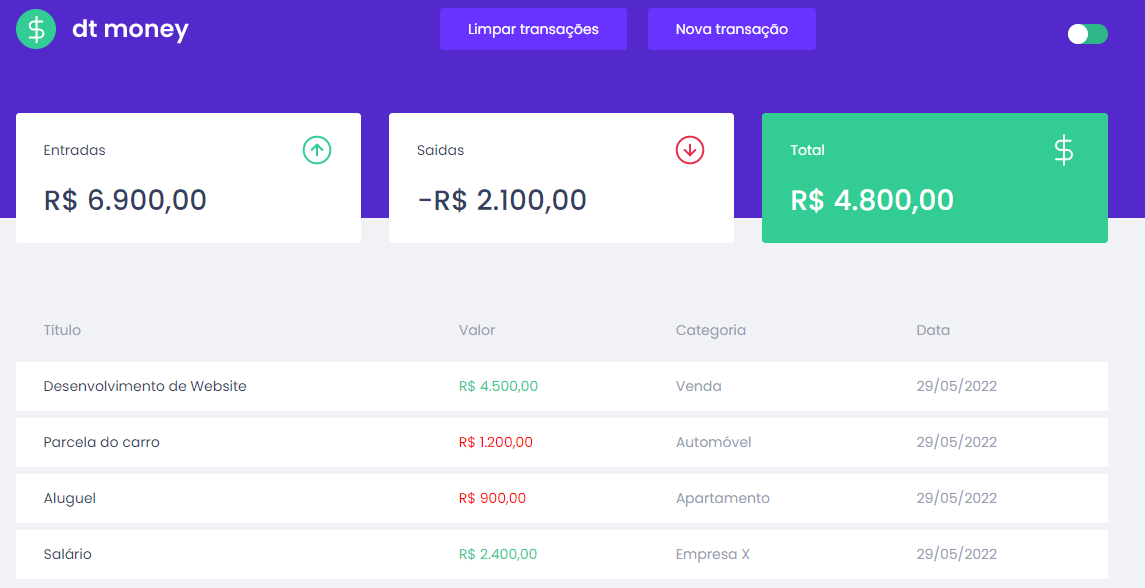 dt money
Limpar transações
Nova transação
Entradas
R$ 6.900,00
Saidas
-R$ 2.100,00
Total
R$ 4.800,00
Título Valor Categoria Data
Desenvolvimento de Website R$ 4.500,00 Venda 29/05/2022
Parcela do carro R$ 1.200,00 Automóvel 29/05/2022
Aluguel R$ 900,00 Apartamento 29/05/2022
Salário R$ 2.400,00 Empresa X 29/05/2022